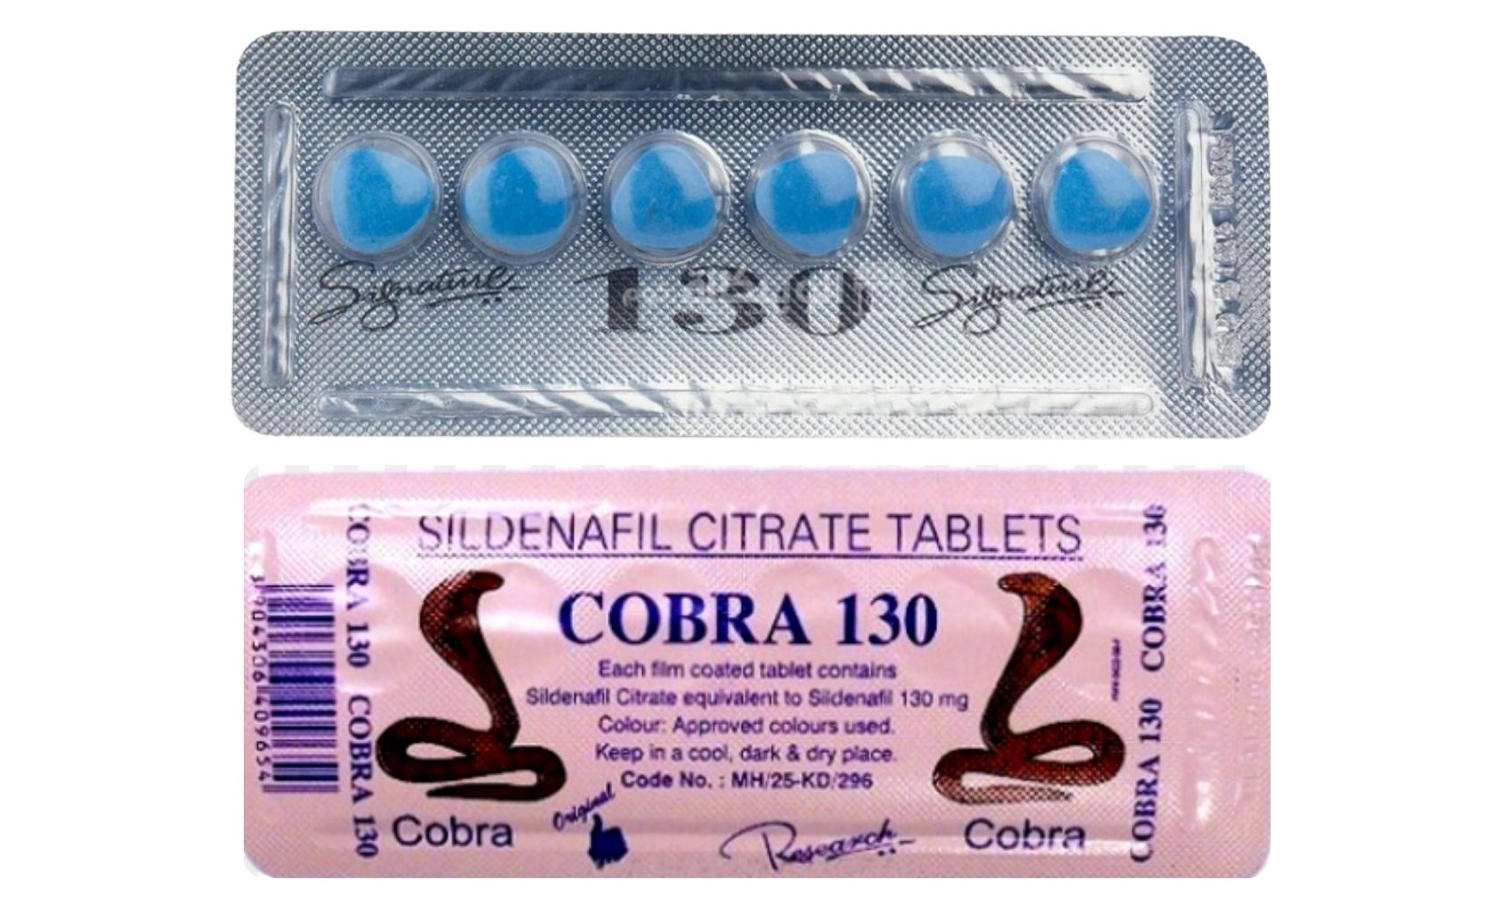 Signature 130 Signature
SILDENAFIL CITRATE TABLETS
COBRA 130
Each film coated tablet contains
Sildenafil Citrate equivalent to Sildenafil 130 mg
Colour: Approved colours used.
Keep in a cool, dark & dry place.
Code No. : MH/25-KD/296
Cobra
Original
Research
Cobra
COBRA 130 COBRA 130
COBRA 130 COBRA 130